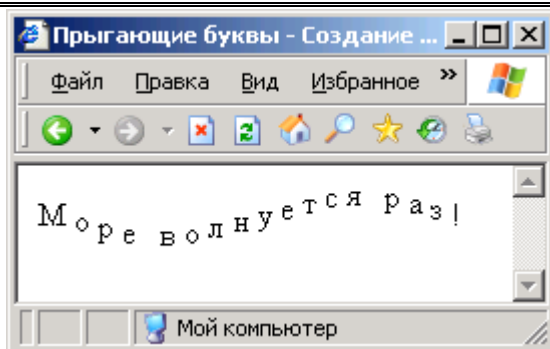 Прыгающие буквы - Создание ...
Файл Правка Вид Избранное »
Море волнуется раз!
Мой компьютер